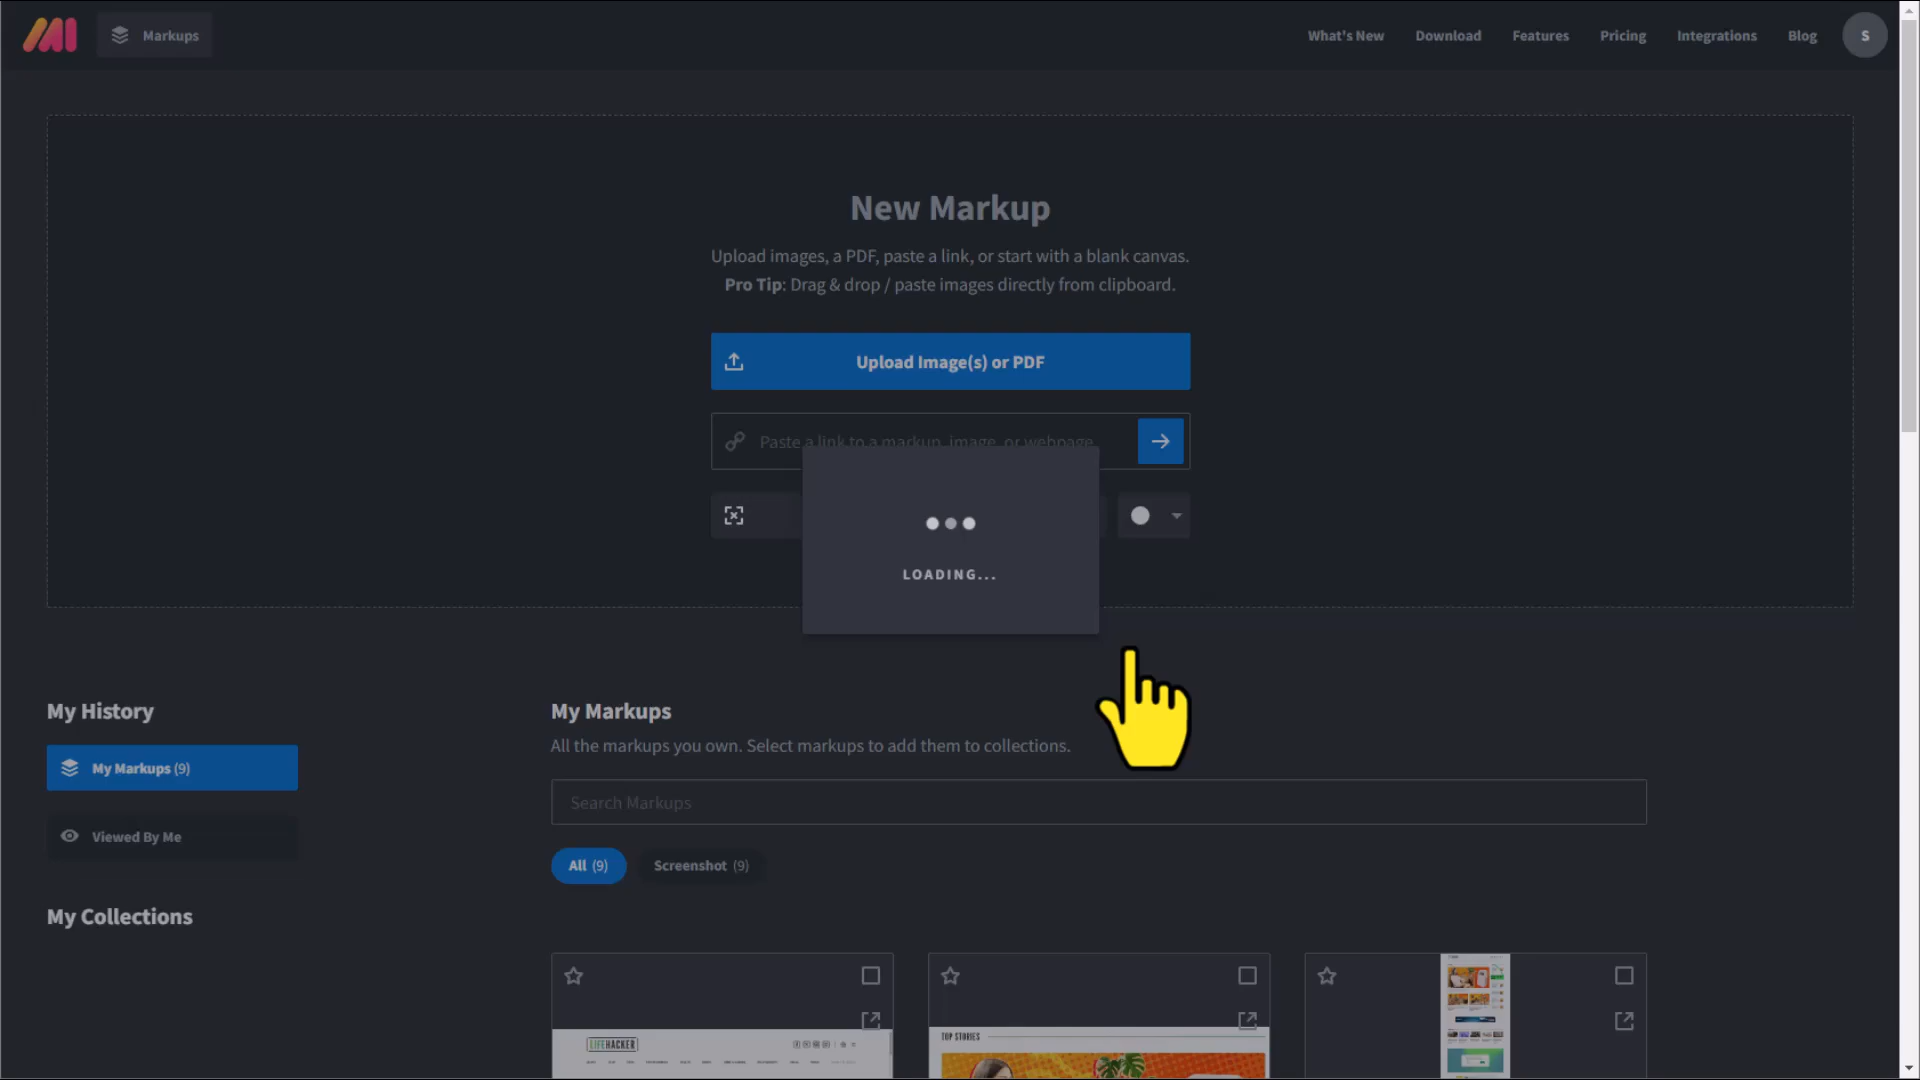 Markups
What's New
Download
Features
Pricing
Integrations
Blog
S
New Markup
Upload images, a PDF, paste a link, or start with a blank canvas.
Pro Tip: Drag & drop / paste images directly from clipboard.
Upload Image(s) or PDF
Paste a link to a markup, image, or webpage
LOADING...
My History
My Markups (9)
Viewed By Me
My Collections
My Markups
All the markups you own. Select markups to add them to collections.
Search Markups
All (9)
Screenshot (9)
LIFEHACKER
TOP STORIES